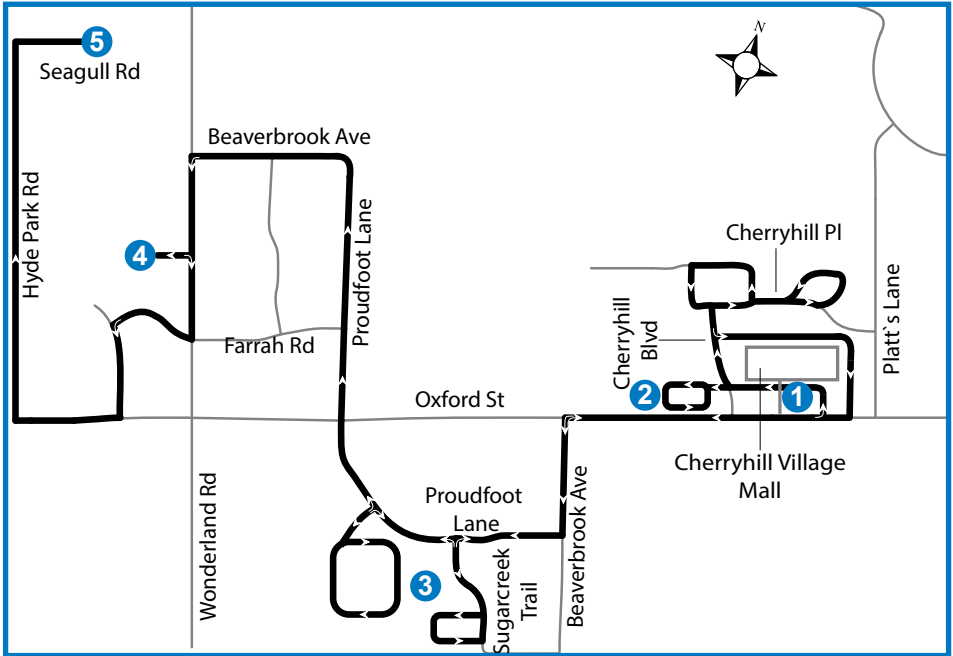 N
5
Seagull Rd
Beaverbrook Ave
Hyde Park Rd
4
Proudfoot Lane
Farrah Rd
Cherryhill Pl
Cherryhill
Blvd
Platt`s Lane
2
1
Oxford St
Cherryhill Village
Mall
Wonderland Rd
Proudfoot
Lane
3
Sugarcreek
Trail
Beaverbrook Ave